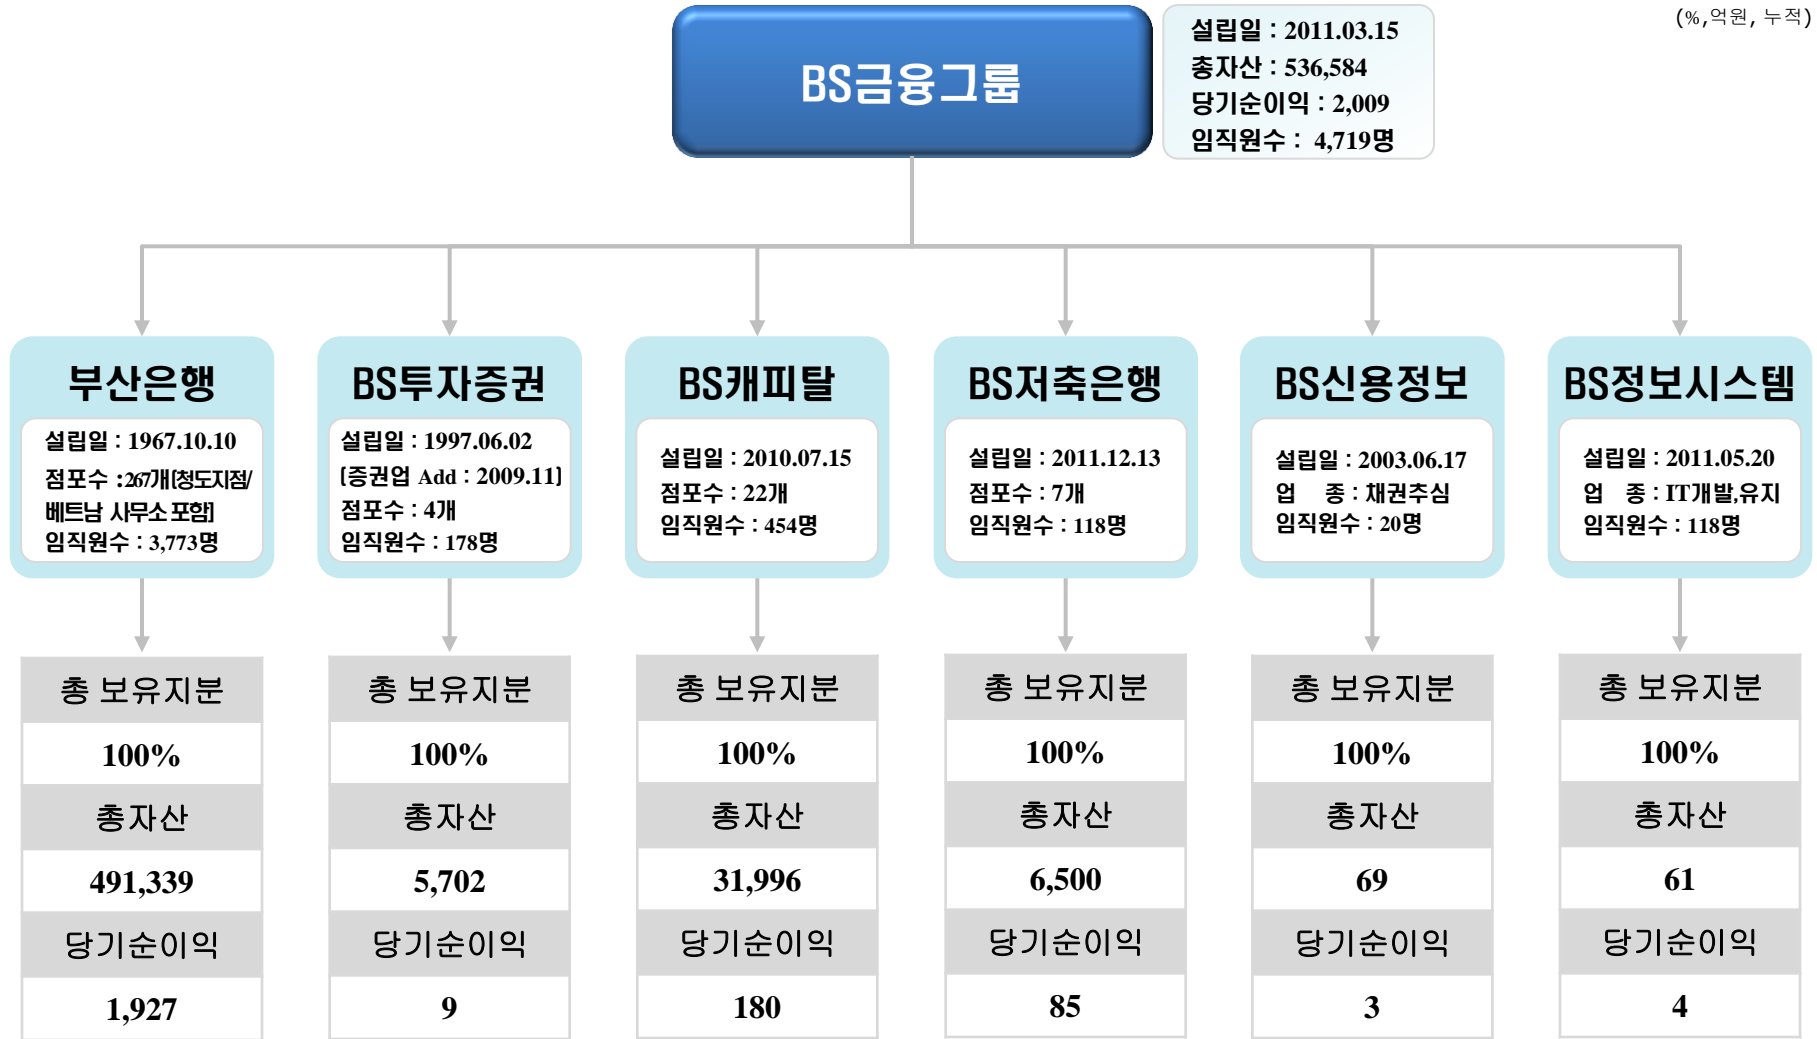 (%,억원, 누적)
BS금융그룹
설립일 : 2011.03.15
총자산 : 536,584
당기순이익 : 2,009
임직원수 : 4,719명
부산은행
설립일 : 1967.10.10
점포수 :267개(청도지점/
베트남 사무소 포함)
임직원수 : 3,773명
BS투자증권
설립일 : 1997.06.02
(증권업 Add : 2009.11)
점포수 : 4개
임직원수 : 178명
BS캐피탈
설립일 : 2010.07.15
점포수 : 22개
임직원수 : 454명
BS저축은행
설립일 : 2011.12.13
점포수 : 7개
임직원수 : 118명
BS신용정보
설립일 : 2003.06.17
업 종 : 채권추심
임직원수 : 20명
BS정보시스템
설립일 : 2011.05.20
업 종 : IT개발,유지
임직원수 : 118명
총 보유지분 총 보유지분 총 보유지분 총 보유지분 총 보유지분 총 보유지분
100% 100% 100% 100% 100% 100%
총자산 총자산 총자산 총자산 총자산 총자산
491,339 5,702 31,996 6,500 69 61
당기순이익 당기순이익 당기순이익 당기순이익 당기순이익 당기순이익
1,927 9 180 85 3 4